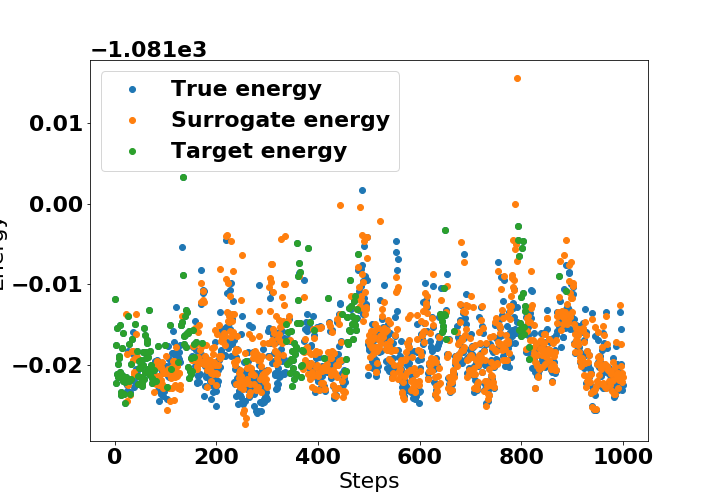 −1.081e3
True energy
Surrogate energy
Target energy
0.01
0.00
−0.01
−0.02
Energy
0 200 400 600 800 1000
Steps